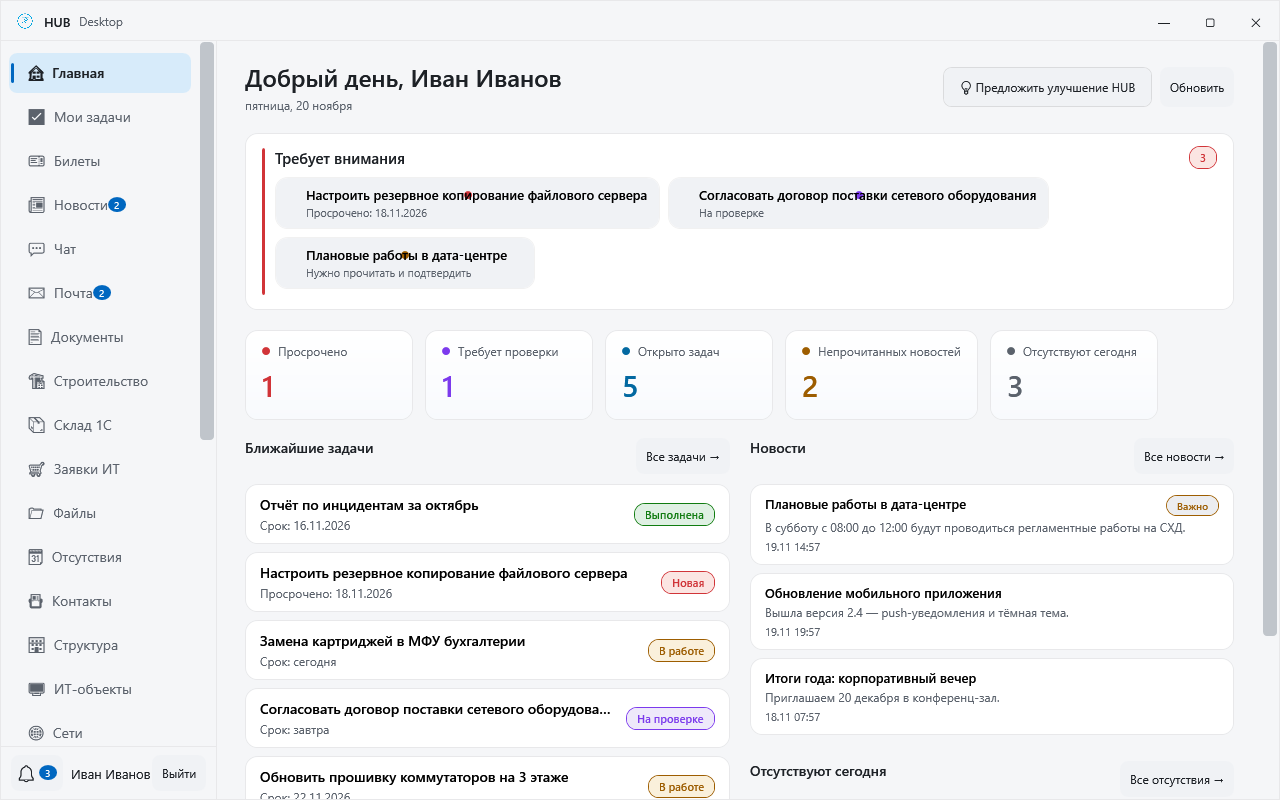 HUB Desktop
Главная
Мои задачи
Билеты
Новости 2
Чат
Почта 2
Документы
Строительство
Склад 1С
Заявки ИТ
Файлы
31 Отсутствия
Контакты
Структура
ИТ-объекты
Сети
3 Иван Иванов Выйти
Добрый день, Иван Иванов
пятница, 20 ноября
Предложить улучшение HUB Обновить
Требует внимания 3
Настроить резервное копирование файлового сервера
Просрочено: 18.11.2026
Согласовать договор поставки сетевого оборудования
На проверке
Плановые работы в дата-центре
Нужно прочитать и подтвердить
Просрочено
1
Требует проверки
1
Открыто задач
5
Непрочитанных новостей
2
Отсутствуют сегодня
3
Ближайшие задачи Все задачи →
Отчёт по инцидентам за октябрь
Срок: 16.11.2026
Выполнена
Настроить резервное копирование файлового сервера
Просрочено: 18.11.2026
Новая
Замена картриджей в МФУ бухгалтерии
Срок: сегодня
В работе
Согласовать договор поставки сетевого оборудова...
Срок: завтра
На проверке
Обновить прошивку коммутаторов на 3 этаже
Срок: 22.11.2026
В работе
Новости Все новости →
Плановые работы в дата-центре
Важно
В субботу с 08:00 до 12:00 будут проводиться регламентные работы на СХД.
19.11 14:57
Обновление мобильного приложения
Вышла версия 2.4 — push-уведомления и тёмная тема.
19.11 19:57
Итоги года: корпоративный вечер
Приглашаем 20 декабря в конференц-зал.
18.11 07:57
Отсутствуют сегодня Все отсутствия →